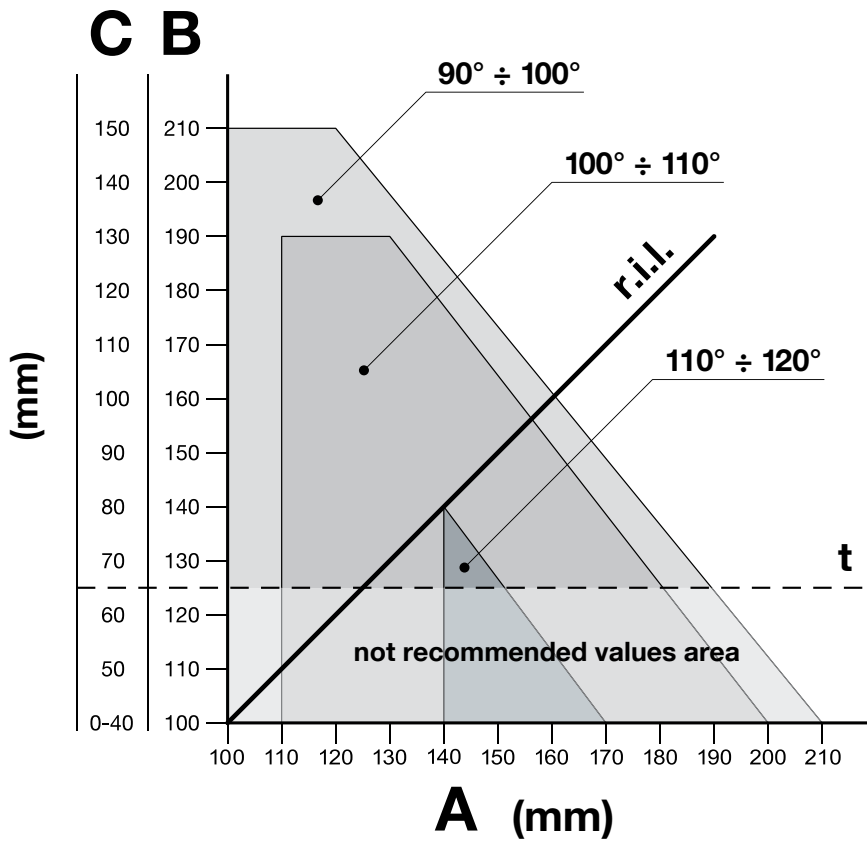 C B
90° ÷ 100°
100° ÷ 110°
150 210
140 200
130 190
r.i.l.
120 180
110 170
110° ÷ 120°
(mm)
100 160
90 150
80 140
70 130
t
60 120
not recommended values area
50 110
0-40 100
100 110 120 130 140 150 160 170 180 190 200 210
A (mm)